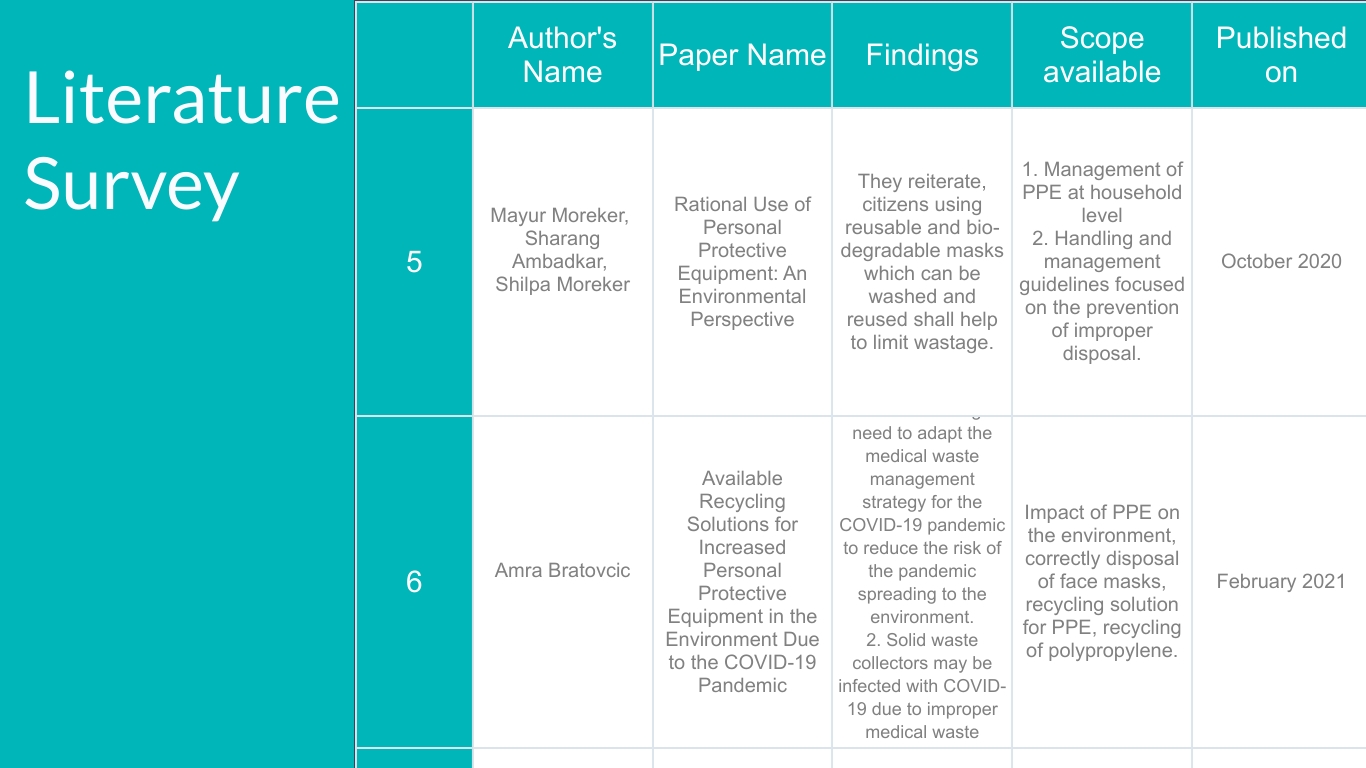 Literature
Survey
Author's
Name
Paper Name
Findings
Scope
available
Published
on
5
Mayur Moreker,
Sharang
Ambadkar,
Shilpa Moreker
Rational Use of
Personal
Protective
Equipment: An
Environmental
Perspective
They reiterate,
citizens using
reusable and bio-
degradable masks
which can be
washed and
reused shall help
to limit wastage.
1. Management of
PPE at household
level
2. Handling and
management
guidelines focused
on the prevention
of improper
disposal.
October 2020
6
Amra Bratovcic
Available
Recycling
Solutions for
Increased
Personal
Protective
Equipment in the
Environment Due
to the COVID-19
Pandemic
need to adapt the
medical waste
management
strategy for the
COVID-19 pandemic
to reduce the risk of
the pandemic
spreading to the
environment.
2. Solid waste
collectors may be
infected with COVID-
19 due to improper
medical waste
Impact of PPE on
the environment,
correctly disposal
of face masks,
recycling solution
for PPE, recycling
of polypropylene.
February 2021